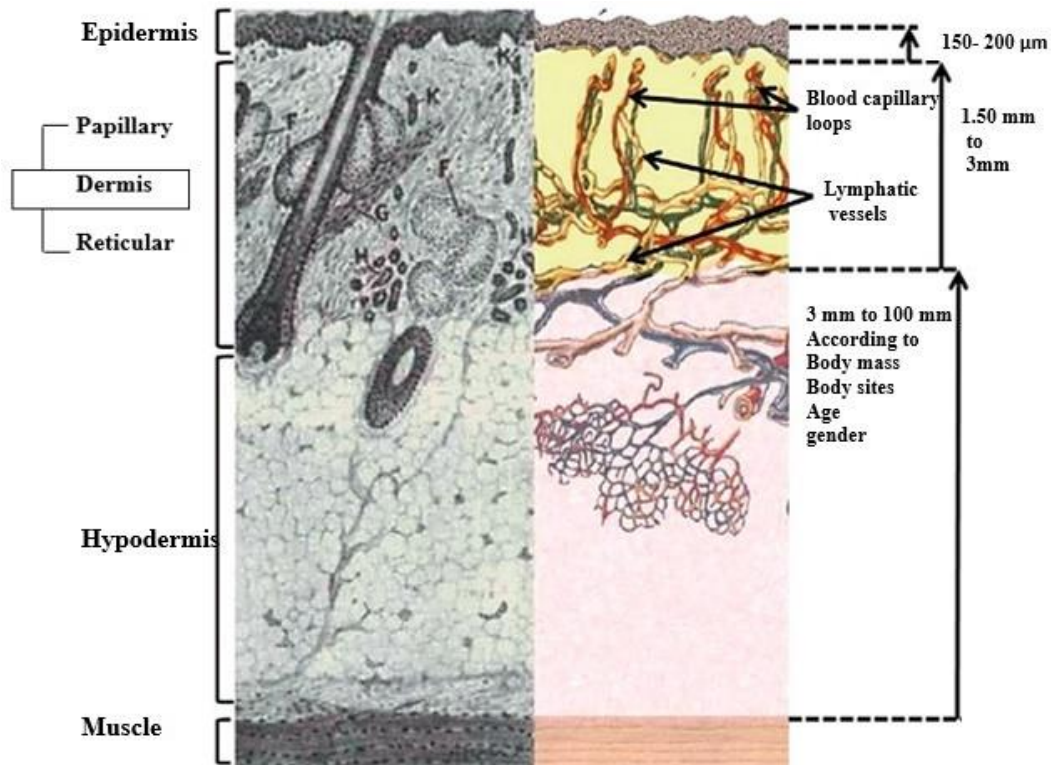 Epidermis
Papillary
Dermis
Reticular
Hypodermis
Muscle
K
K
F
F
G
H
H
150- 200 µm
Blood capillary
loops
1.50 mm
to
3mm
Lymphatic
vessels
3 mm to 100 mm
According to
Body mass
Body sites
Age
gender